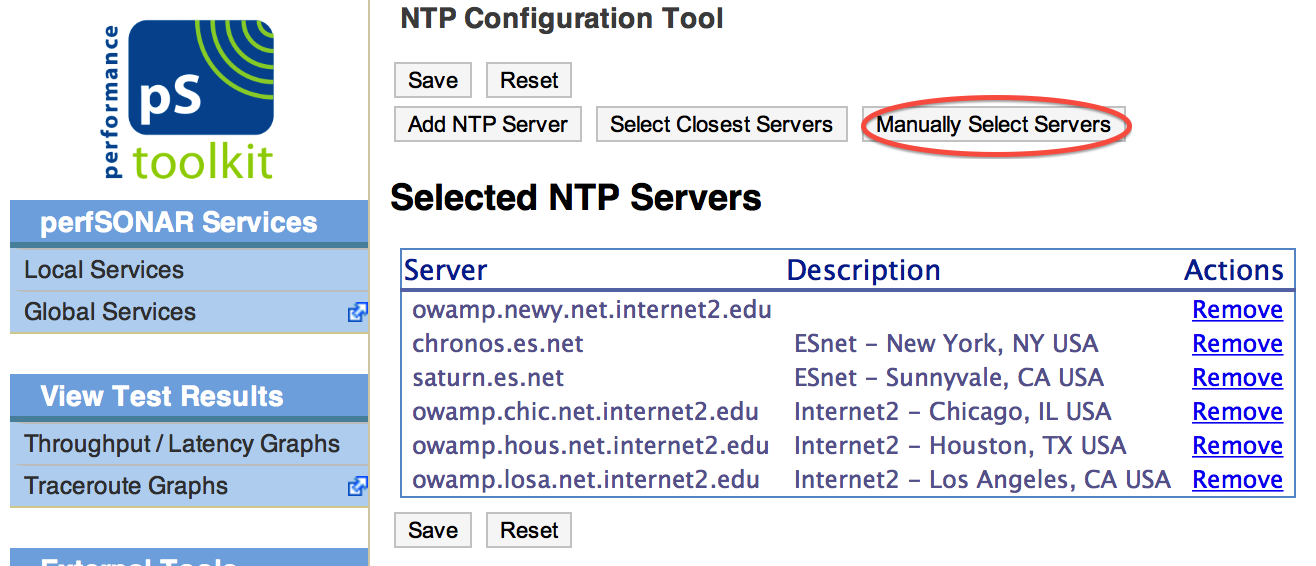 performance
pS
toolkit
perfSONAR Services
Local Services
Global Services
View Test Results
Throughput / Latency Graphs
Traceroute Graphs
External Tools
NTP Configuration Tool
Save Reset
Add NTP Server Select Closest Servers Manually Select Servers
Selected NTP Servers
Server Description Actions
owamp.newy.net.internet2.edu Remove
chronos.es.net ESnet - New York, NY USA Remove
saturn.es.net ESnet - Sunnyvale, CA USA Remove
owamp.chic.net.internet2.edu Internet2 - Chicago, IL USA Remove
owamp.hous.net.internet2.edu Internet2 - Houston, TX USA Remove
owamp.losa.net.internet2.edu Internet2 - Los Angeles, CA USA Remove
Save Reset